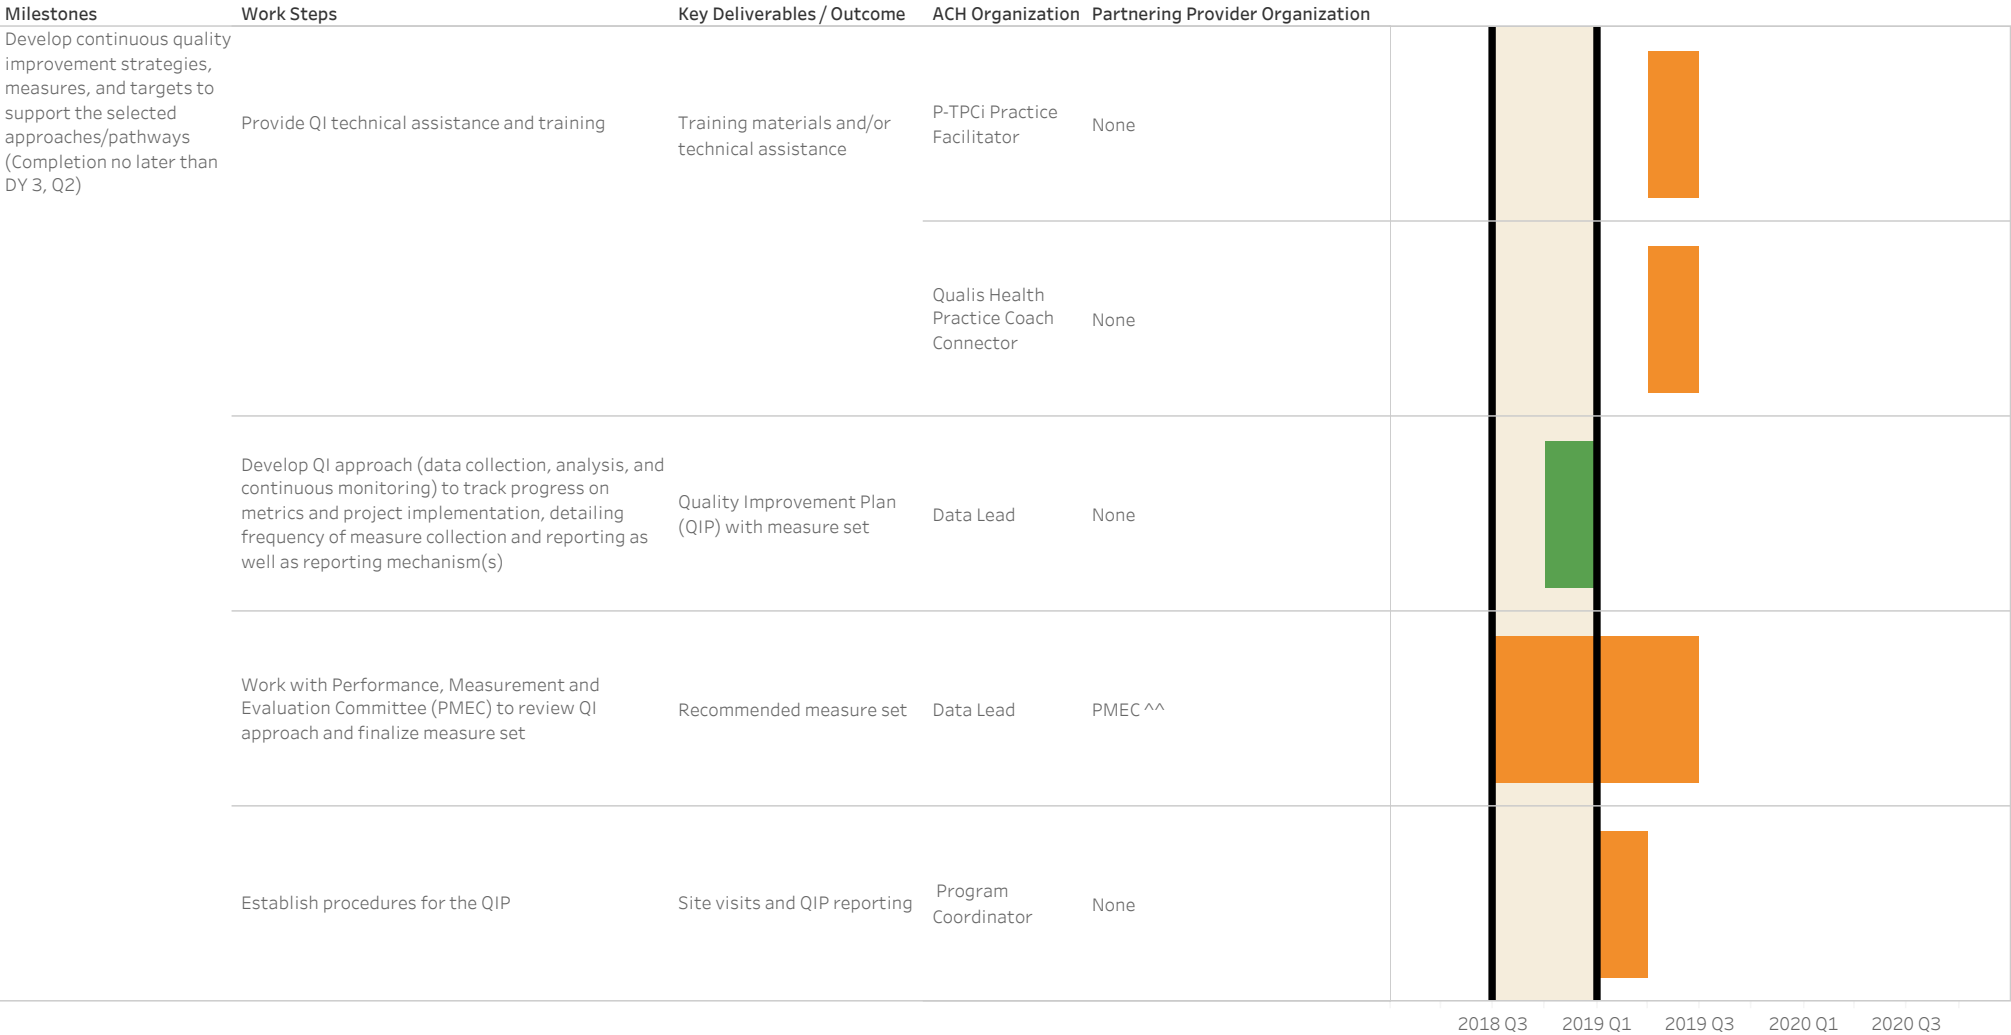 Milestones
Work Steps
Key Deliverables / Outcome
ACH Organization
Partnering Provider Organization
Develop continuous quality
improvement strategies,
measures, and targets to
support the selected
approaches/pathways
(Completion no later than
DY 3, Q2)
Provide QI technical assistance and training
Training materials and/or
technical assistance
P-TPCi Practice
Facilitator
None
Qualis Health
Practice Coach
Connector
None
Develop QI approach (data collection, analysis, and
continuous monitoring) to track progress on
metrics and project implementation, detailing
frequency of measure collection and reporting as
well as reporting mechanism(s)
Quality Improvement Plan
(QIP) with measure set
Data Lead
None
Work with Performance, Measurement and
Evaluation Committee (PMEC) to review QI
approach and finalize measure set
Recommended measure set
Data Lead
PMEC ^^
Establish procedures for the QIP
Site visits and QIP reporting
Program
Coordinator
None
2018 Q3
2019 Q1
2019 Q3
2020 Q1
2020 Q3